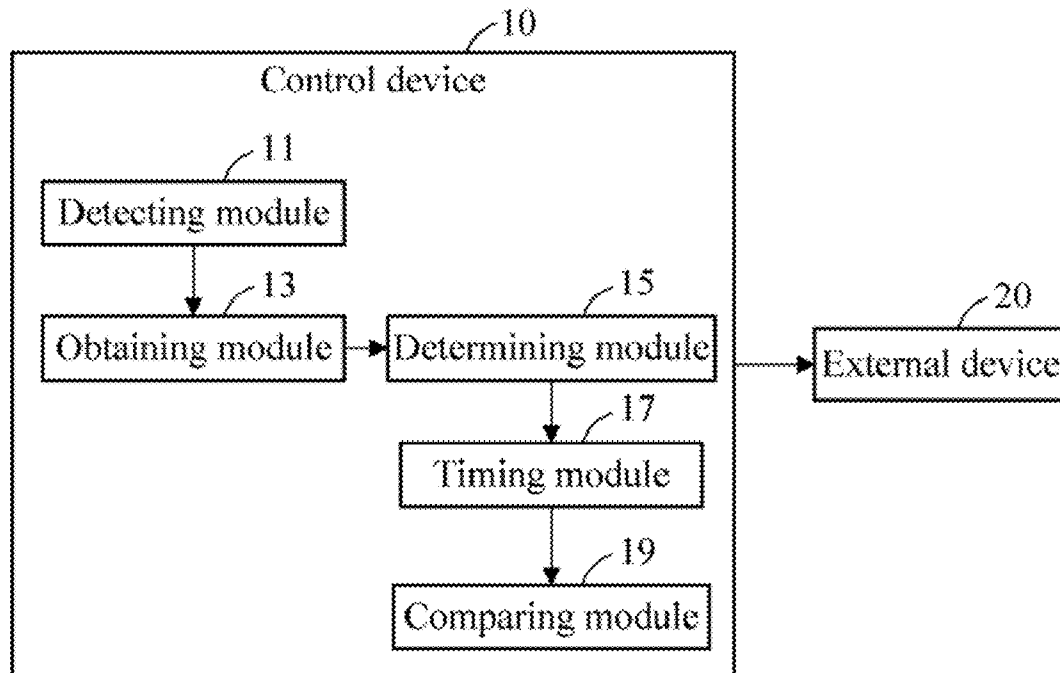 10
Control device
11
Detecting module
13
Obtaining module
15
Determining module
20
External device
17
Timing module
19
Comparing module